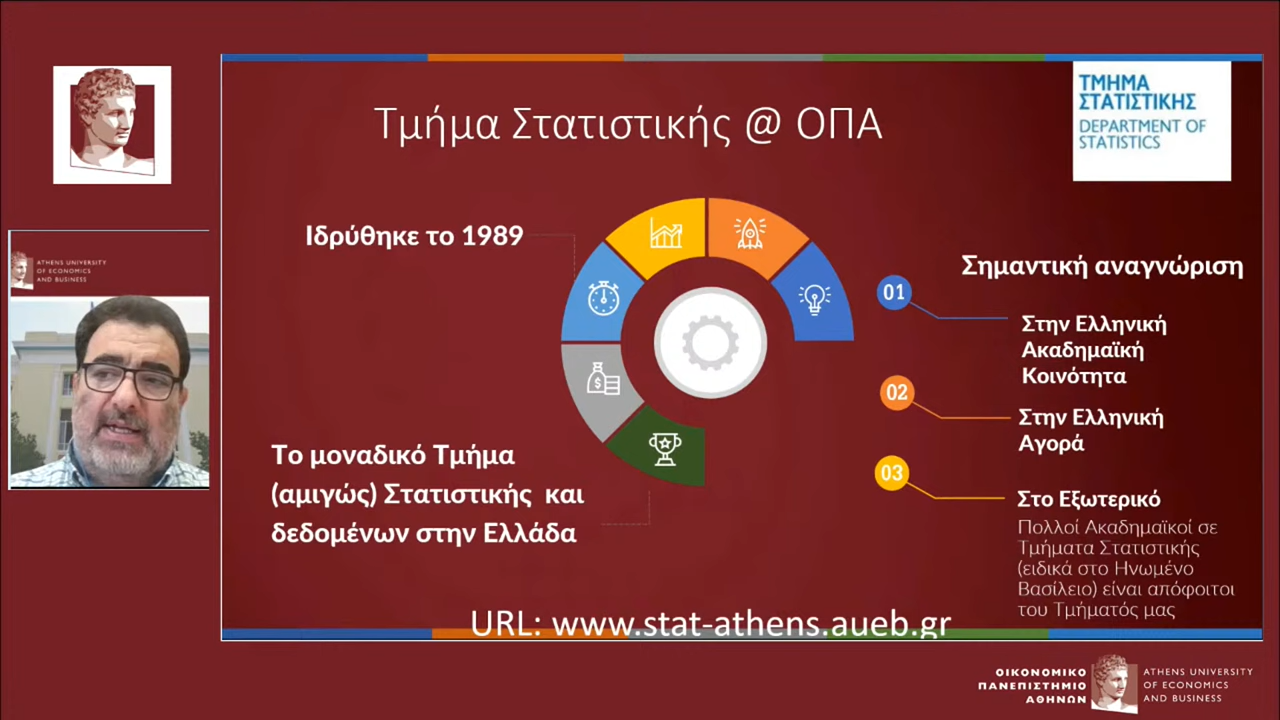 ΤΜΗΜΑ
ΣΤΑΤΙΣΤΙΚΗΣ
DEPARTMENT OF
STATISTICS
Τμήμα Στατιστικής @ ΟΠΑ
Ιδρύθηκε το 1989
Το μοναδικό Τμήμα
(αμιγώς) Στατιστικής και
δεδομένων στην Ελλάδα
Σημαντική αναγνώριση
01
Στην Ελληνική
Ακαδημαϊκή
Κοινότητα
02
Στην Ελληνική
Αγορά
03
Στο Εξωτερικό
Πολλοί Ακαδημαϊκοί σε
Τμήματα Στατιστικής
(ειδικά στο Ηνωμένο
Βασίλειο) είναι απόφοιτοι
του Τμήματός μας
URL: www.stat-athens.aueb.gr
ATHENS UNIVERSITY
OF ECONOMICS
AND BUSINESS
ΟΙΚΟΝΟΜΙΚΟ
ΠΑΝΕΠΙΣΤΗΜΙΟ
ΑΘΗΝΩΝ
ATHENS UNIVERSITY
OF ECONOMICS
AND BUSINESS